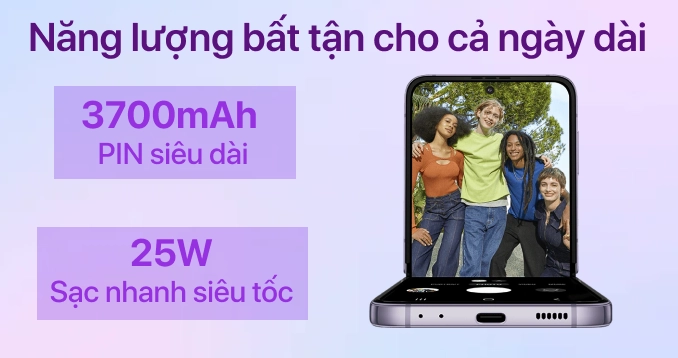 Năng lượng bất tận cho cả ngày dài
3700mAh
PIN siêu dài
25W
Sạc nhanh siêu tốc